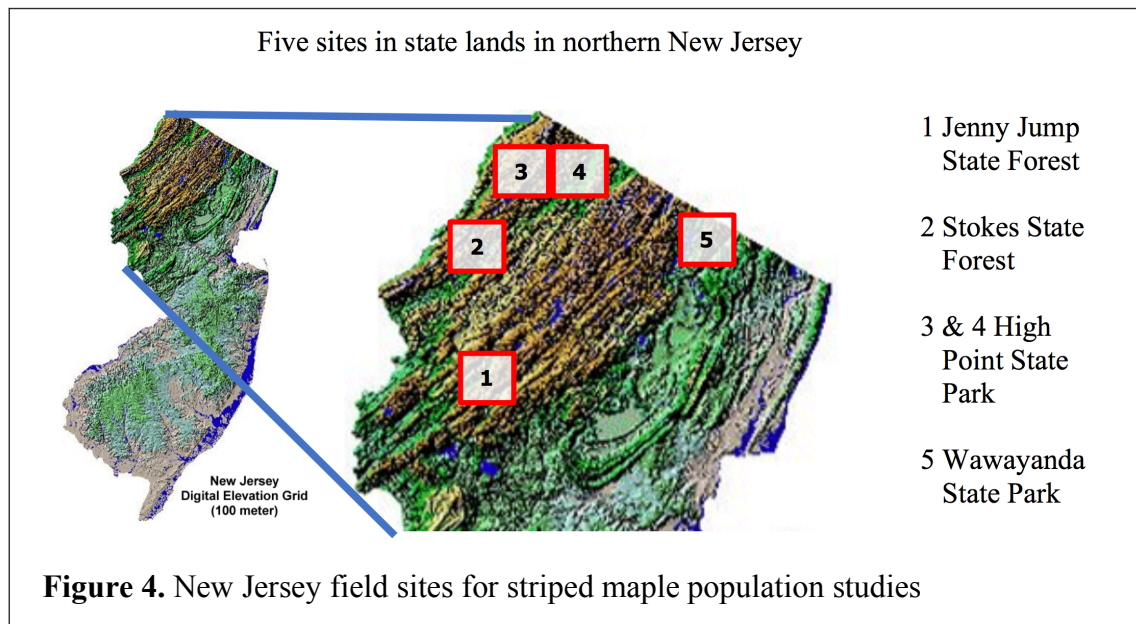 Five sites in state lands in northern New Jersey
3
4
2
5
1
1 Jenny Jump
State Forest
2 Stokes State
Forest
3 & 4 High
Point State
Park
5 Wawayanda
State Park
New Jersey
Digital Elevation Grid
(100 meter)
Figure 4. New Jersey field sites for striped maple population studies